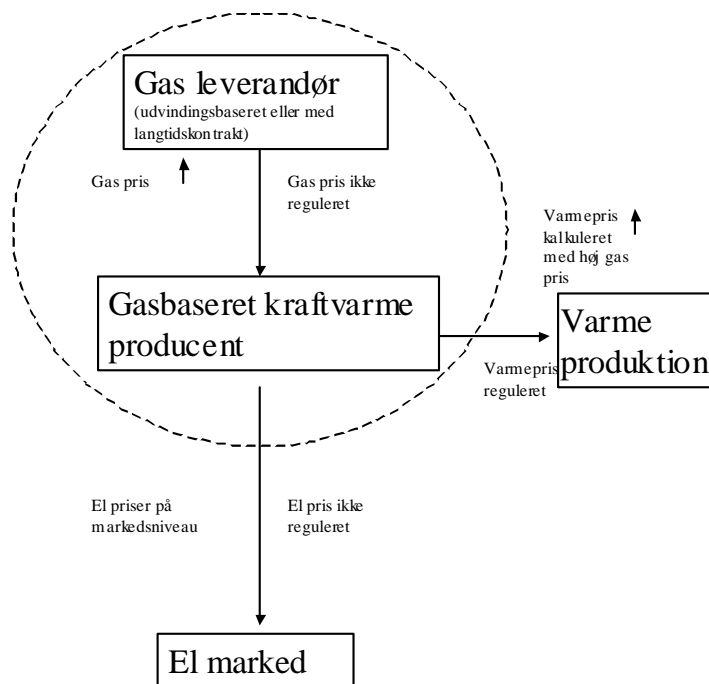 Gas leverandør
(udvindingsbaseret eller med
langtidskontrakt)
Gas pris
Gas pris ikke
reguleret
Varmepris
kalkuleret
med høj gas
pris
Gasbaseret kraftvarme
producent
Varme
produktion
Varmepris
reguleret
El priser på
markedsniveau
El pris ikke
reguleret
El marked